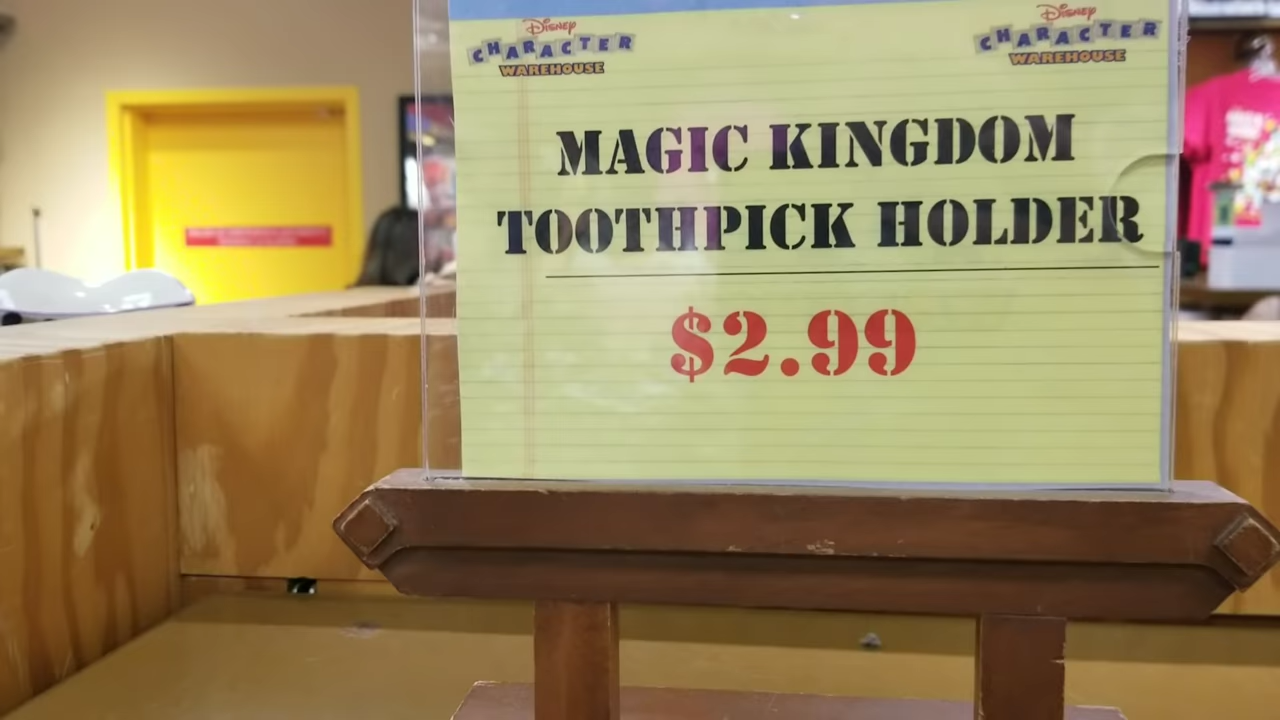 Disney
CHARACTER
WAREHOUSE
Disney
CHARACTER
WAREHOUSE
MAGIC KINGDOM
TOOTHPICK HOLDER
$2.99